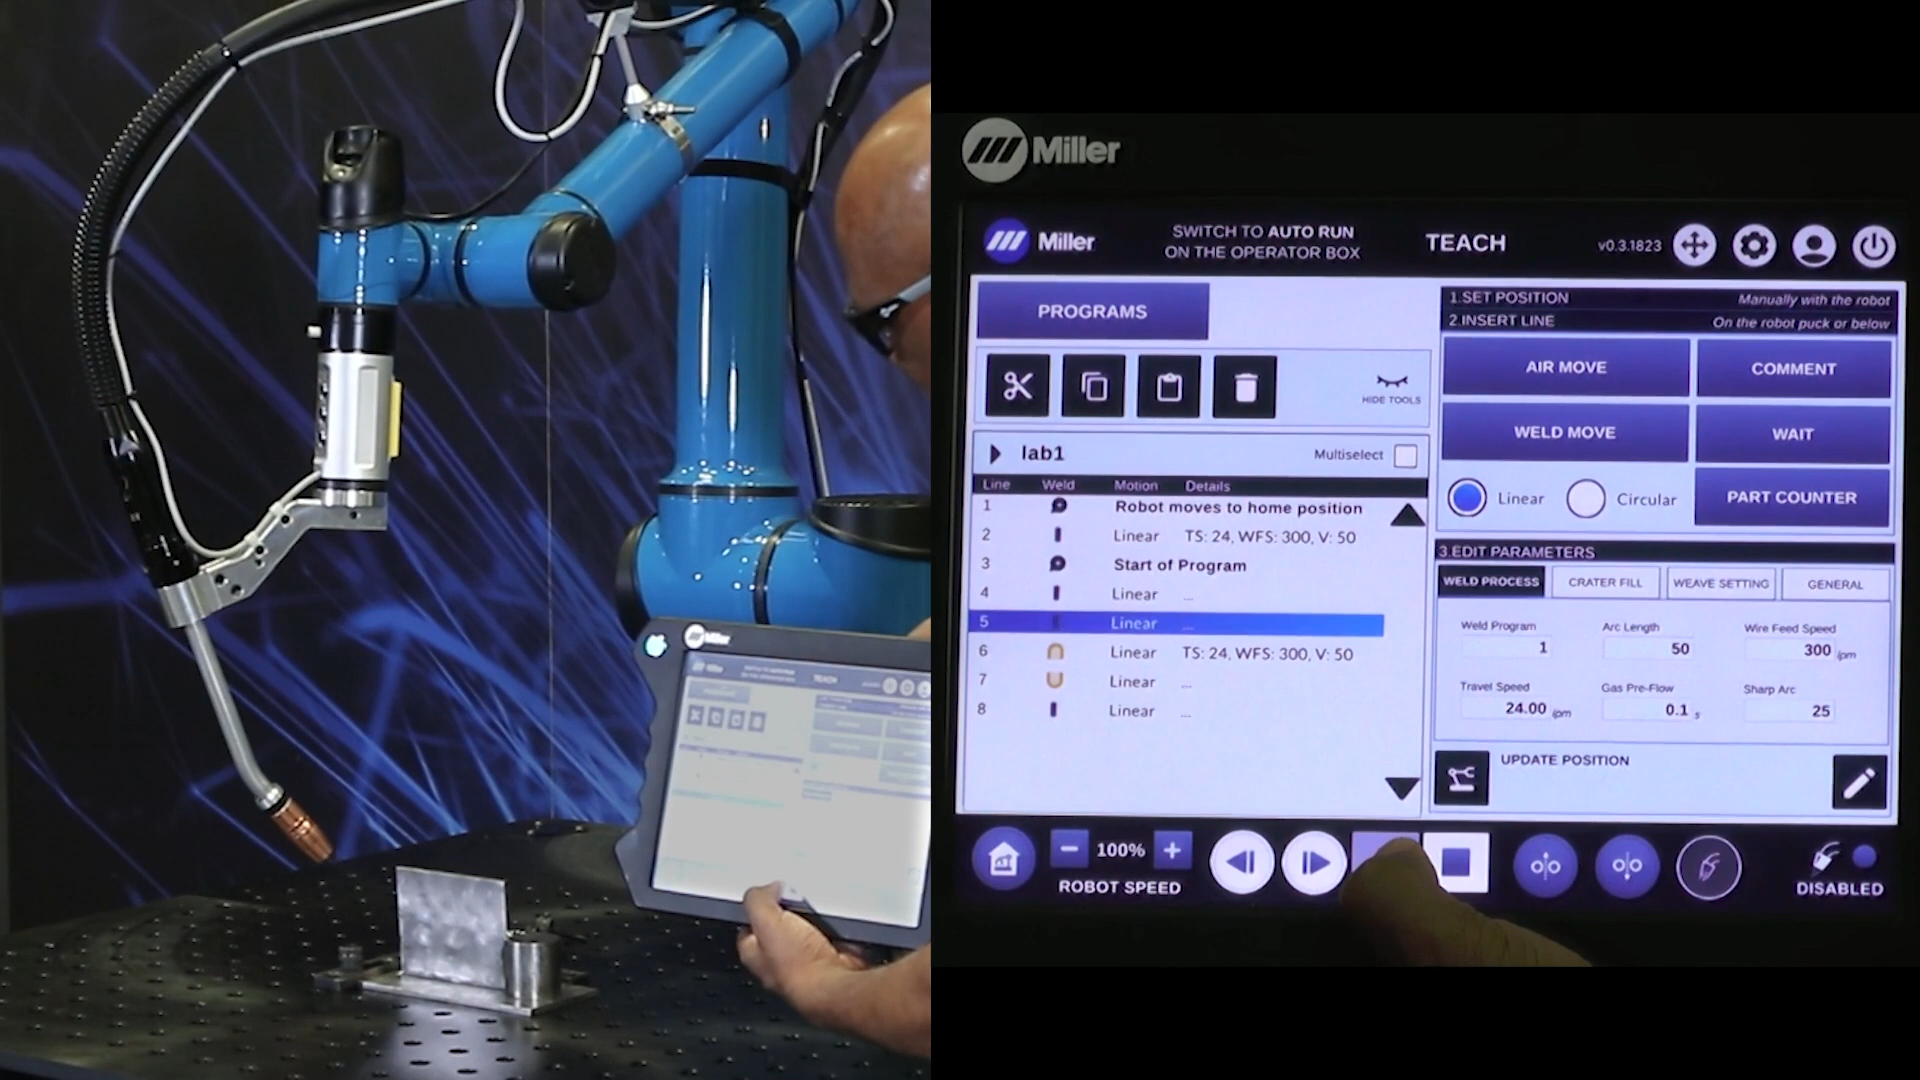 Miller
Miller
SWITCH TO AUTO RUN
ON THE OPERATOR BOX
TEACH
v0.3.1823
PROGRAMS
HIDE TOOLS
lab1
Multiselect
Line Weld Motion Details
1 Robot moves to home position
2 Linear TS: 24, WFS: 300, V: 50
3 Start of Program
4 Linear ...
5 Linear ...
6 Linear TS: 24, WFS: 300, V: 50
7 Linear ...
8 Linear ...
1.SET POSITION Manually with the robot
2.INSERT LINE On the robot puck or below
AIR MOVE
COMMENT
WELD MOVE
WAIT
Linear
Circular
PART COUNTER
3.EDIT PARAMETERS
WELD PROCESS
CRATER FILL
WEAVE SETTING
GENERAL
Weld Program
1
Arc Length
50
Wire Feed Speed
300 ipm
Travel Speed
24.00 ipm
Gas Pre-Flow
0.1 s
Sharp Arc
25
UPDATE POSITION
100%
ROBOT SPEED
DISABLED
Miller
TEACH